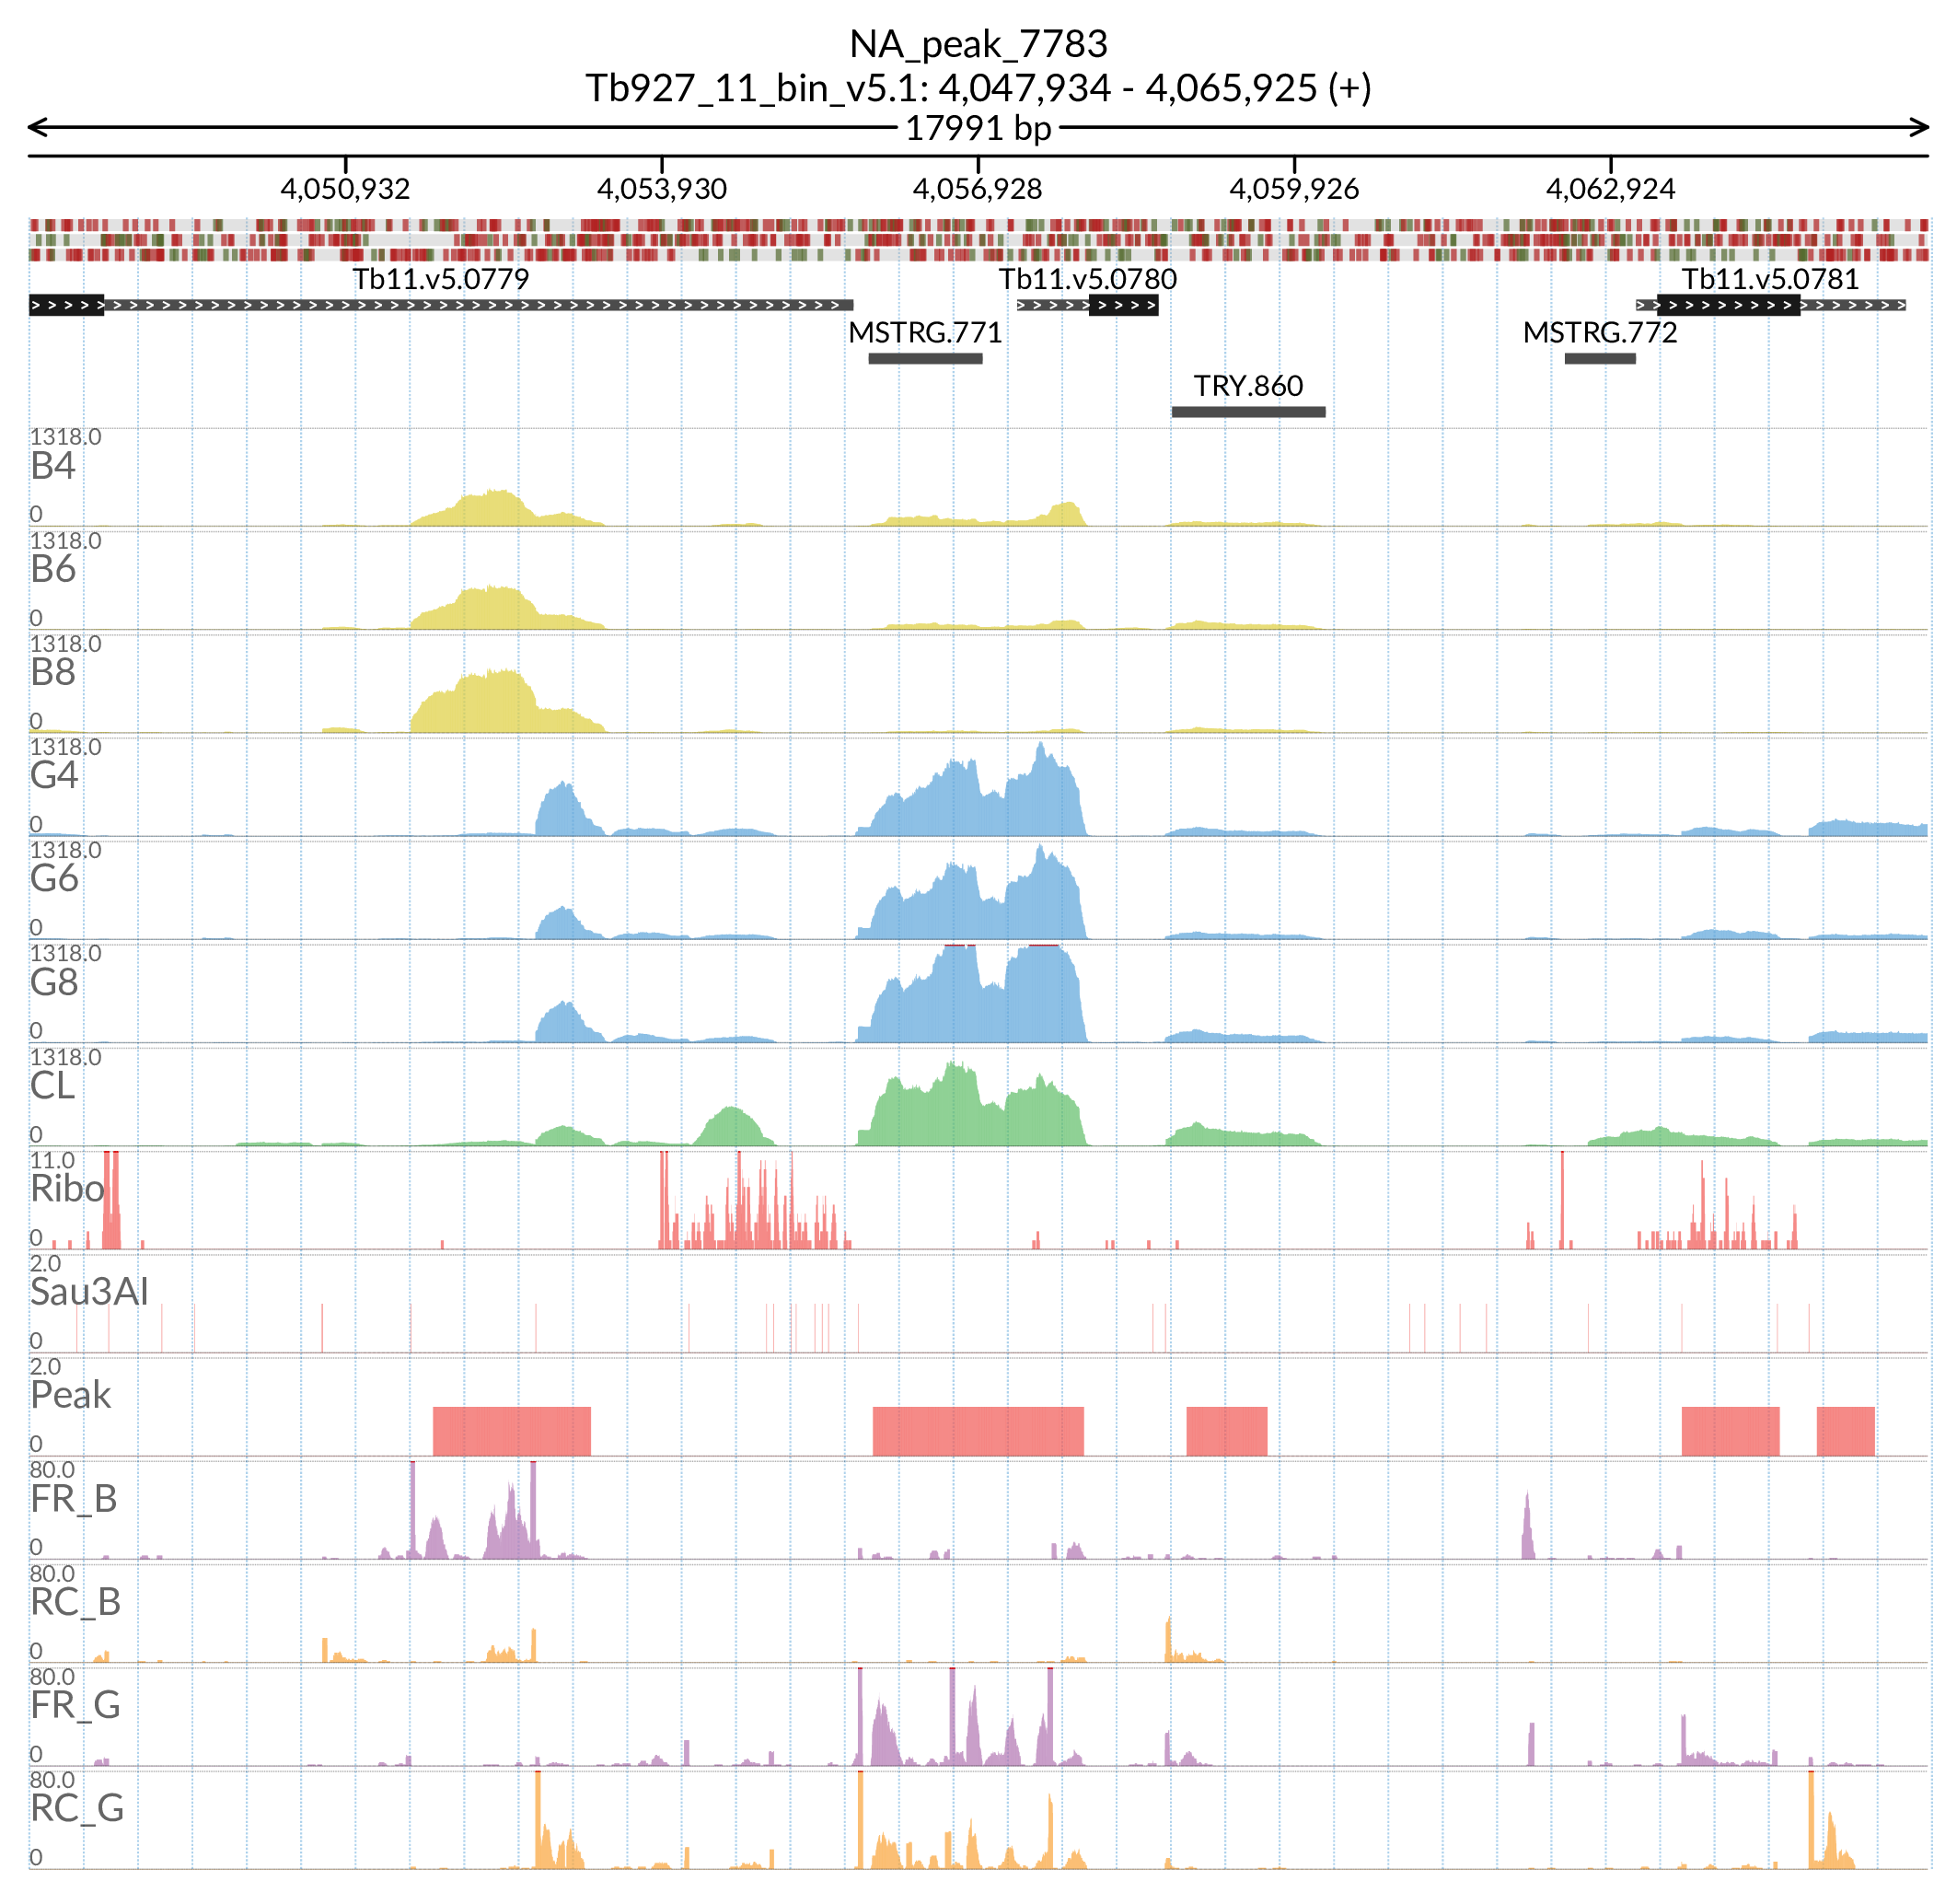 NA_peak_7783
Tb927_11_bin_v5.1: 4,047,934 - 4,065,925 (+)
17991 bp
4,050,932 4,053,930 4,056,928 4,059,926 4,062,924
Tb11.v5.0779 Tb11.v5.0780 Tb11.v5.0781
MSTRG.771 MSTRG.772
TRY.860
1318.0
B4
0
1318.0
B6
0
1318.0
B8
0
1318.0
G4
0
1318.0
G6
0
1318.0
G8
0
1318.0
CL
0
11.0
Ribo
0
2.0
Sau3AI
0
2.0
Peak
0
80.0
FR_B
0
80.0
RC_B
0
80.0
FR_G
0
80.0
RC_G
0